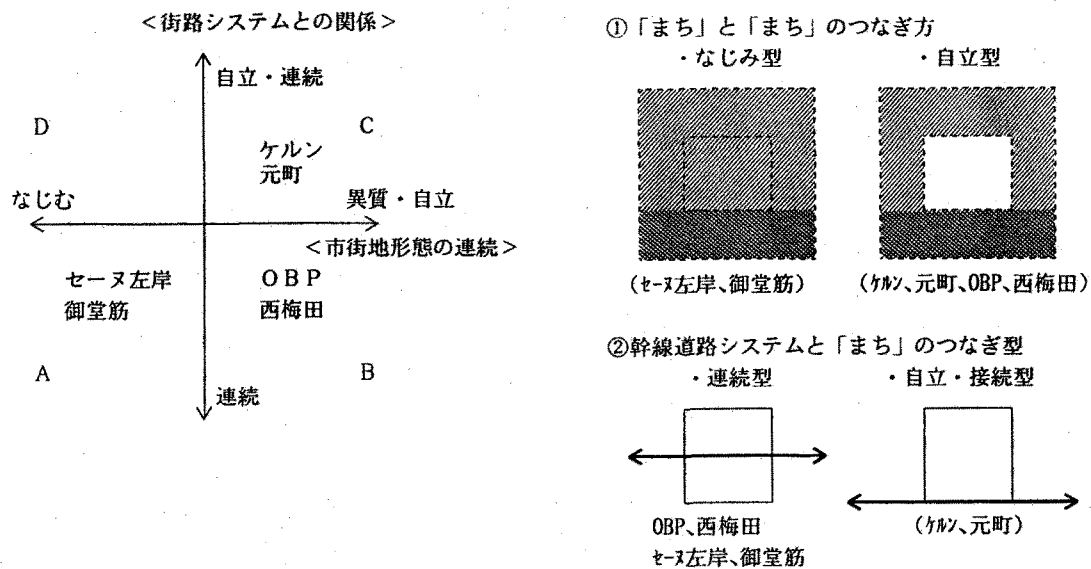 <街路システムとの関係>
自立・連続
D
C
ケルン
元町
なじむ
異質・自立
<市街地形態の連続>
セーヌ左岸
御堂筋
OBP
西梅田
A
B
連続
①「まち」と「まち」のつなぎ方
・なじみ型
・自立型
(セーヌ左岸、御堂筋)
(ケルン、元町、OBP、西梅田)
②幹線道路システムと「まち」のつなぎ型
・連続型
・自立・接続型
OBP、西梅田
セーヌ左岸、御堂筋
(ケルン、元町)